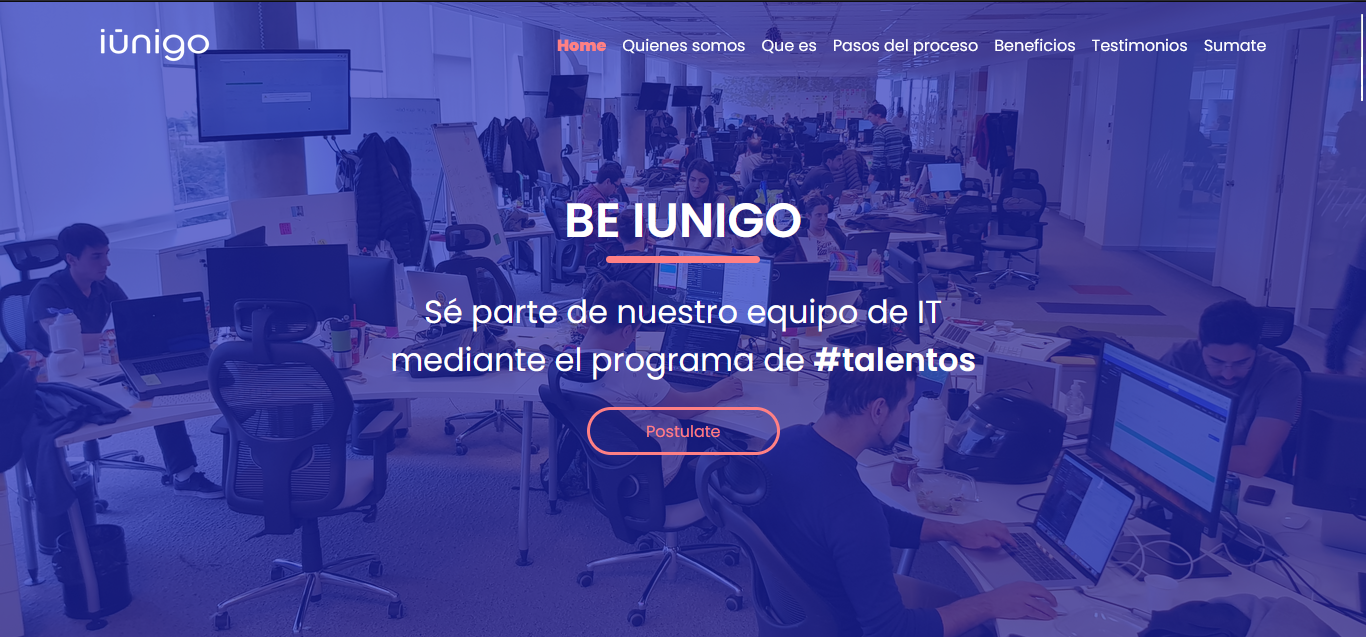 iūnigo
Home Quienes somos Que es Pasos del proceso Beneficios Testimonios Sumate
BE IUNIGO
Sé parte de nuestro equipo de IT
mediante el programa de #talentos
Postulate